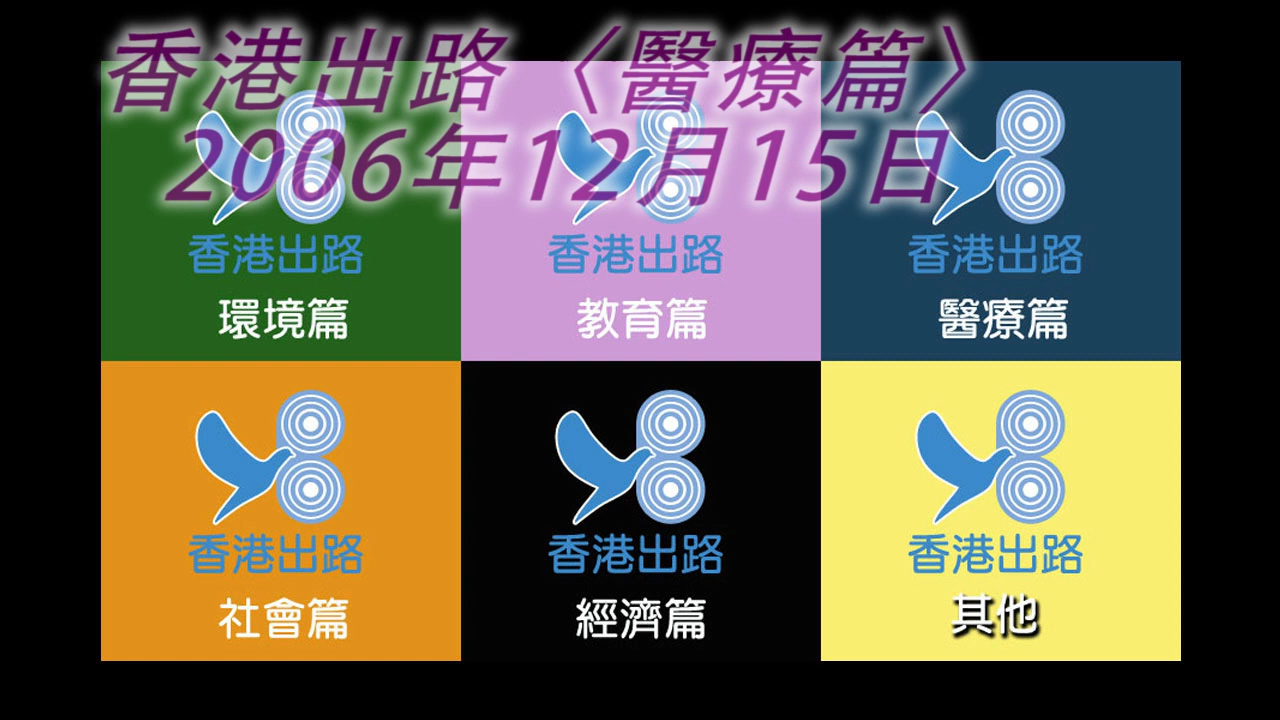 香港出路〈醫療篇〉
2006年12月15日
香港出路
環境篇
香港出路
教育篇
香港出路
醫療篇
香港出路
社會篇
香港出路
經濟篇
香港出路
其他